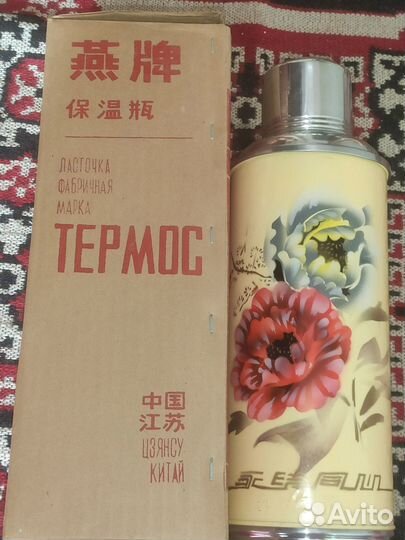 燕牌
保温瓶
ЛАСТОЧКА
ФАБРИЧНАЯ
МАРКА
ТЕРМОС
中国
江苏
ЦЗЯНСУ
КИТАЙ
Avito